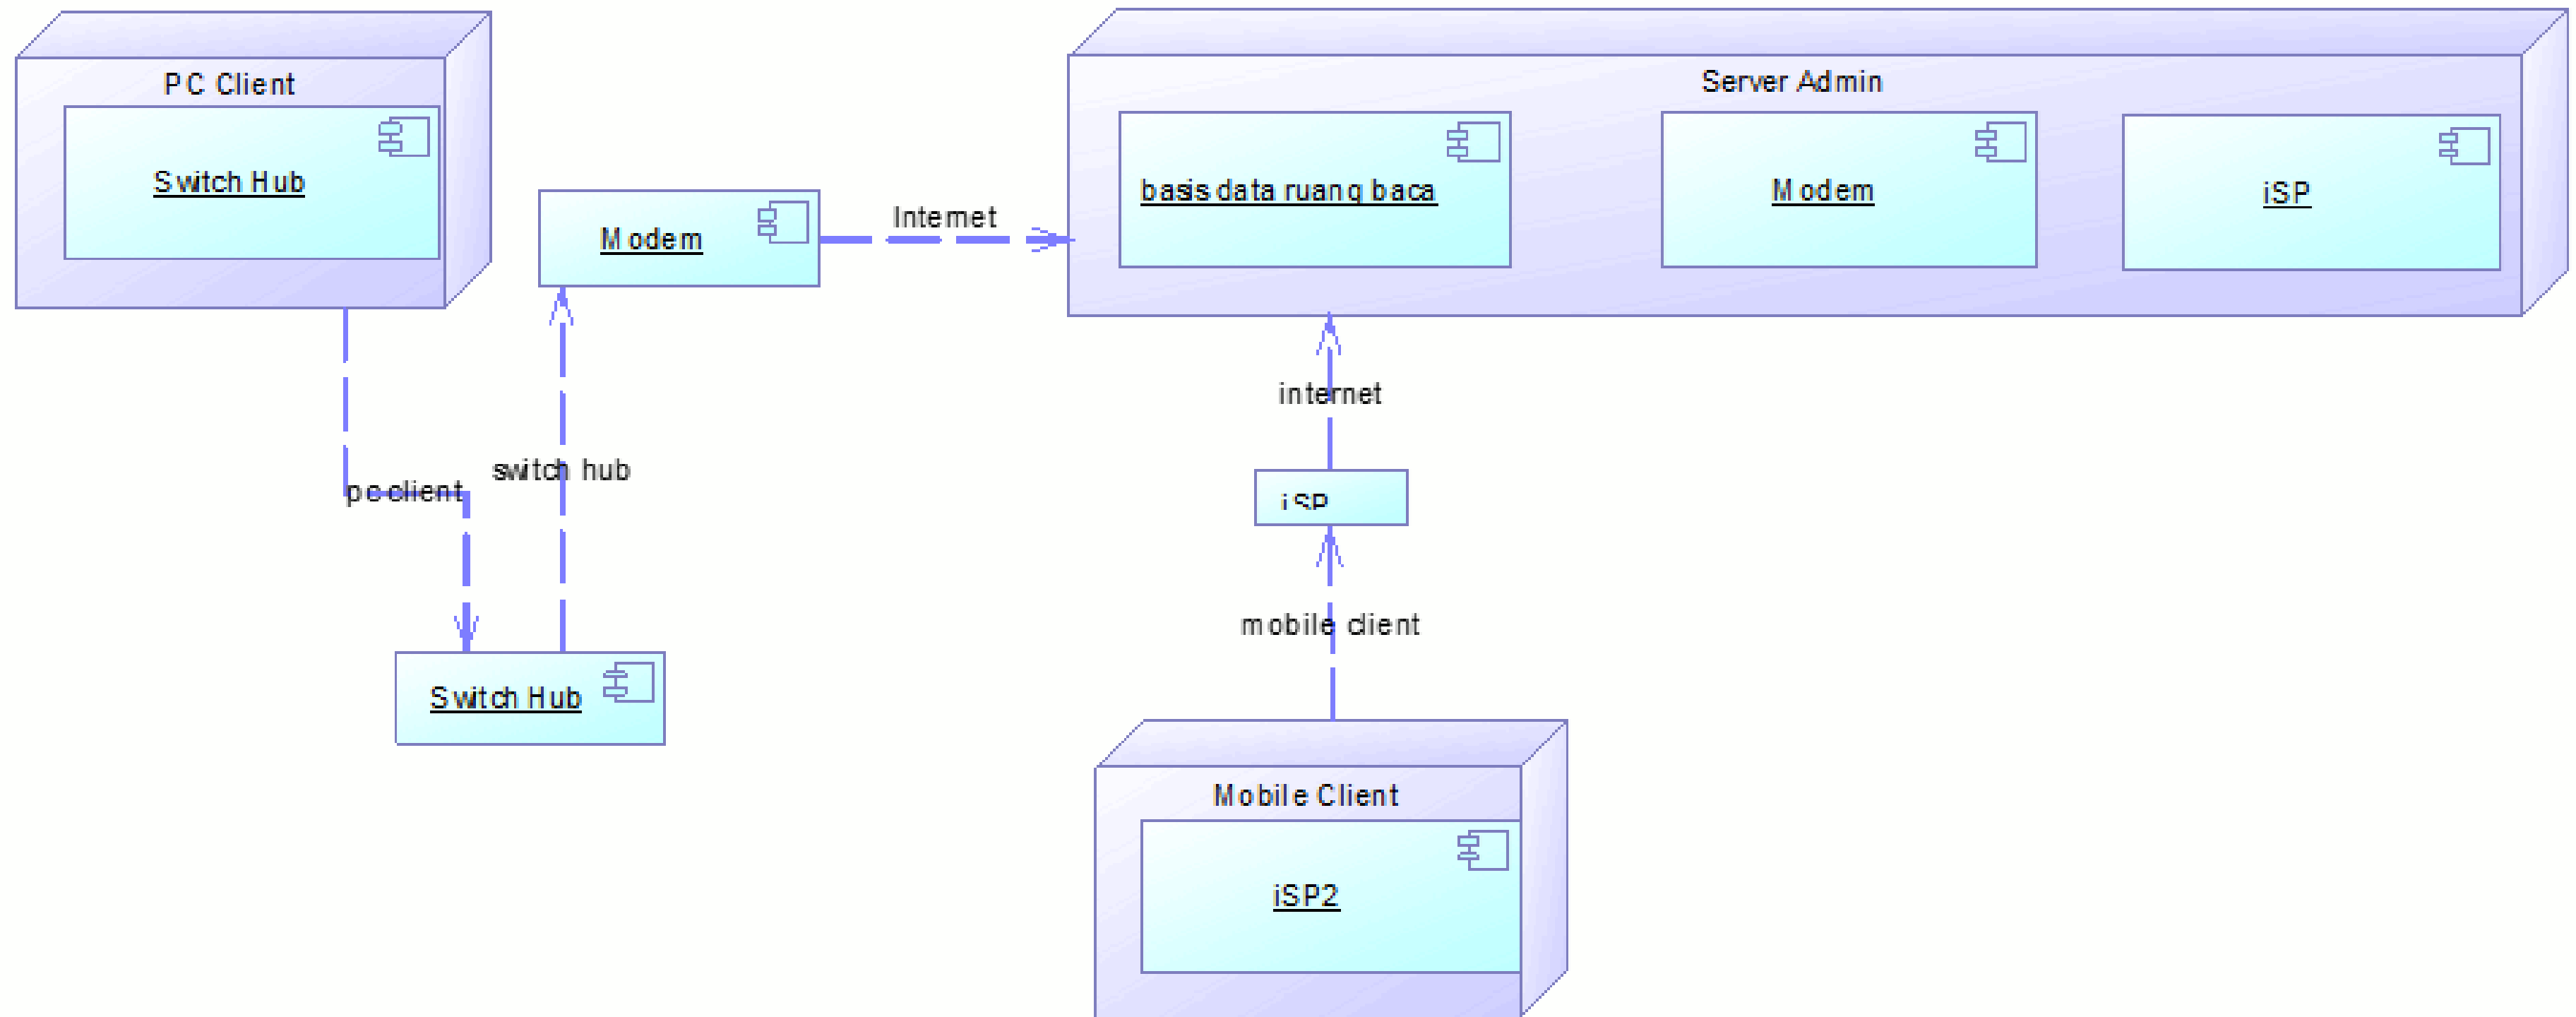 PC Client
Switch Hub
Server Admin
basis data ruang baca
Modem
iSP
Modem
Internet
internet
switch hub
pc client
iSP
mobile client
Switch Hub
Mobile Client
iSP2